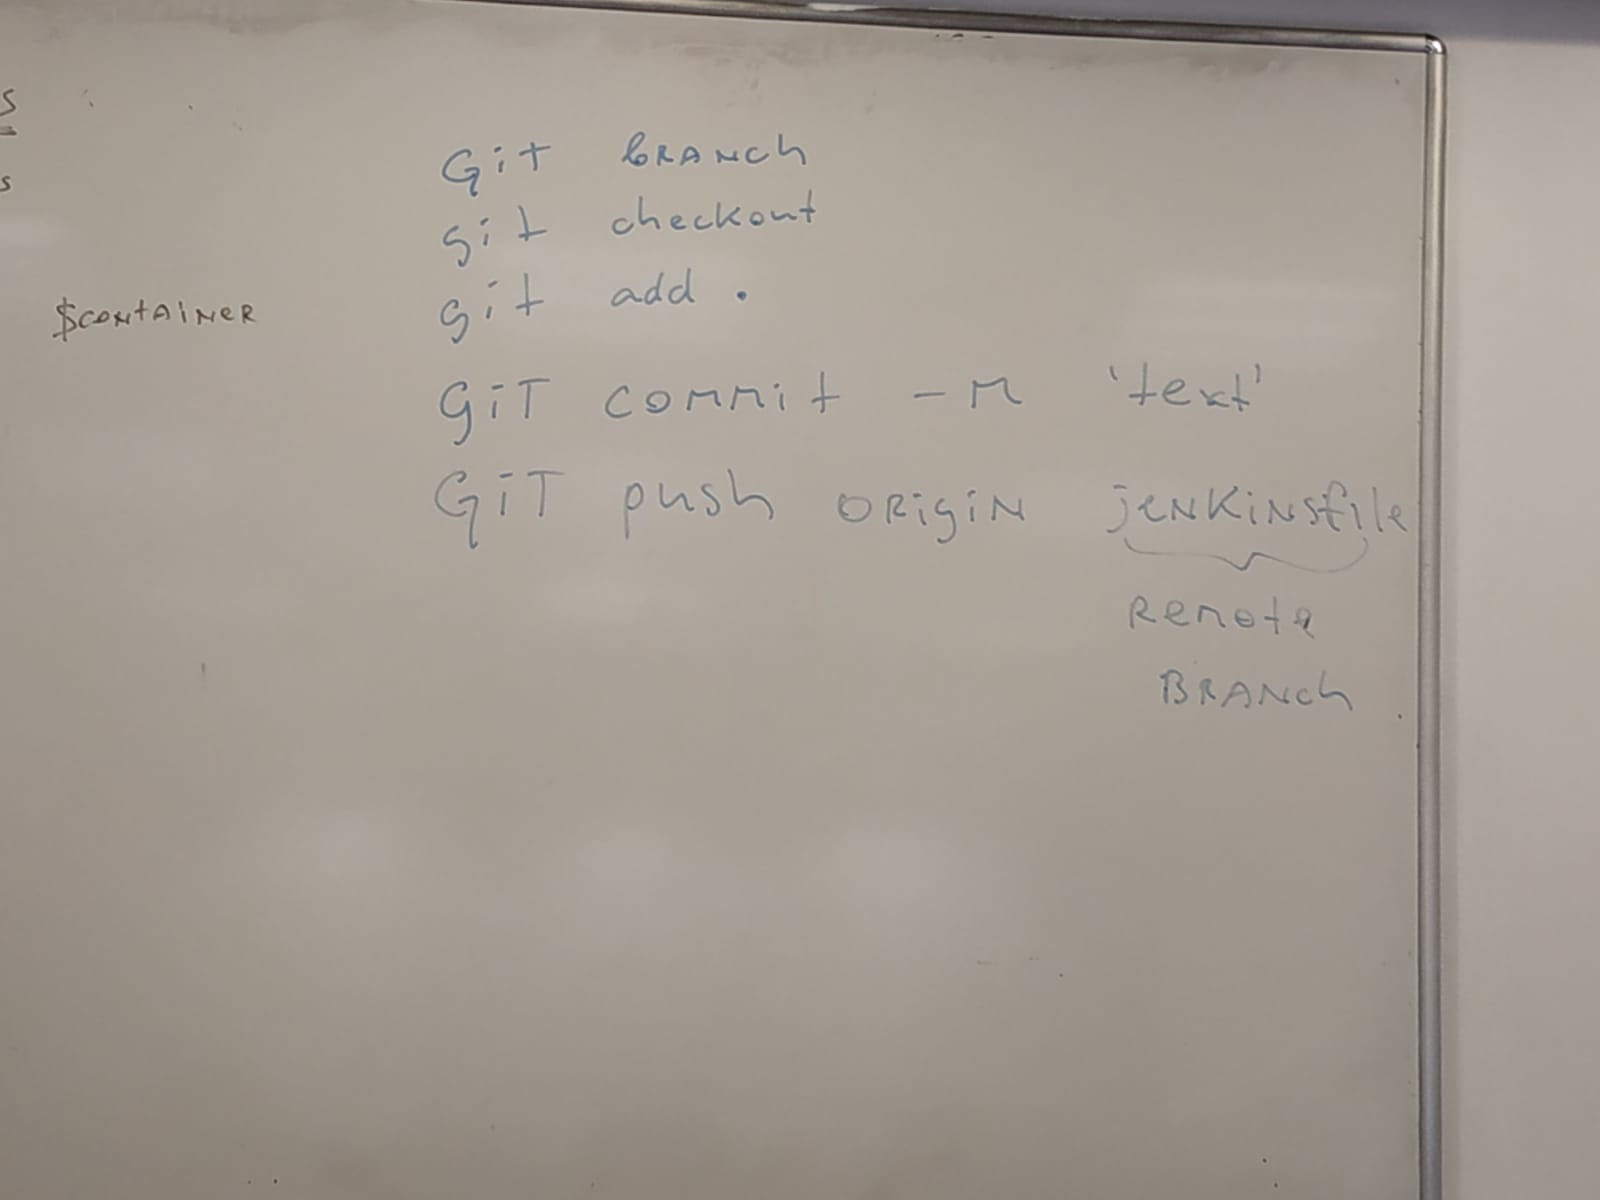 S
s
$CONTAINER
Git BRANCH
git checkout
git add .
GiT commit -m 'text'
GiT push ORiGiN jENKiNSfile
Remote
BRANCh